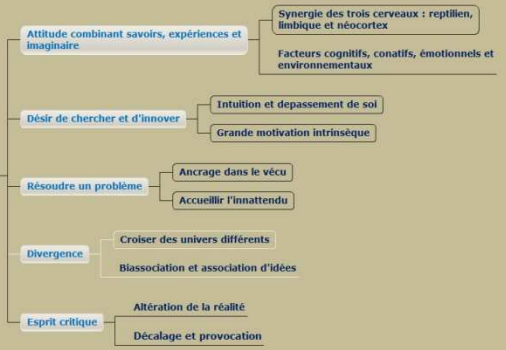 Attitude combinant savoirs, expériences et
imaginaire
Synergie des trois cerveaux : reptilien,
limbique et néocortex
Facteurs cognitifs, conatifs, émotionnels et
environnementaux
Désir de chercher et d'innover
Intuition et depassement de soi
Grande motivation intrinsèque
Résoudre un problème
Ancrage dans le vécu
Accueillir l'innattendu
Divergence
Croiser des univers différents
Biassociation et association d'idées
Esprit critique
Altération de la réalité
Décalage et provocation